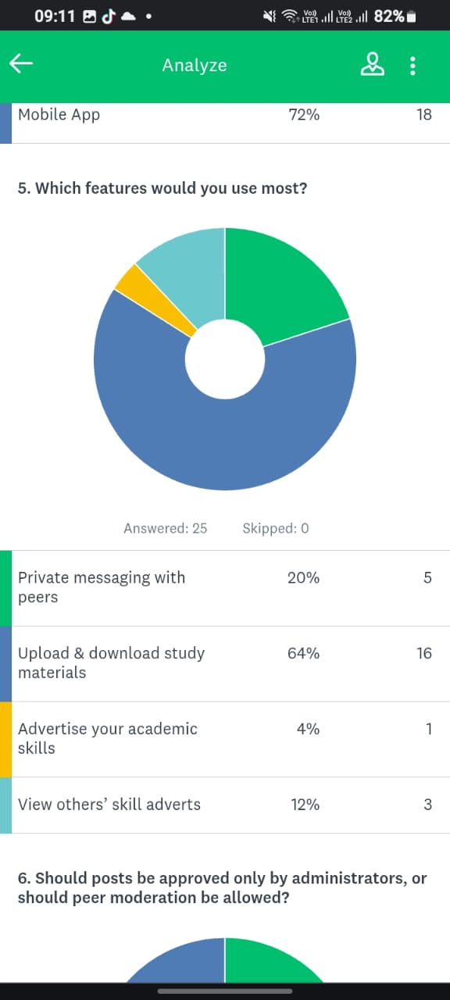 09:11
Vo)) LTE1 Vo)) LTE2 82%
Analyze
Mobile App 72% 18
5. Which features would you use most?
Answered: 25 Skipped: 0
Private messaging with 20% 5
peers
Upload & download study 64% 16
materials
Advertise your academic 4% 1
skills
View others’ skill adverts 12% 3
6. Should posts be approved only by administrators, or
should peer moderation be allowed?